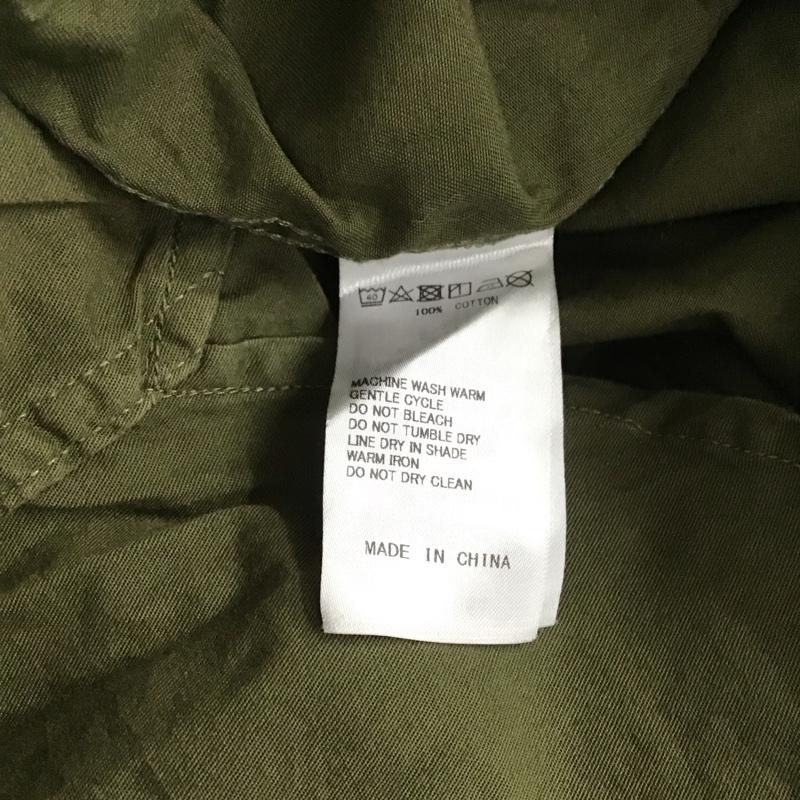 40
100% COTTON
MACHINE WASH WARM
GENTLE CYCLE
DO NOT BLEACH
DO NOT TUMBLE DRY
LINE DRY IN SHADE
WARM IRON
DO NOT DRY CLEAN
MADE IN CHINA